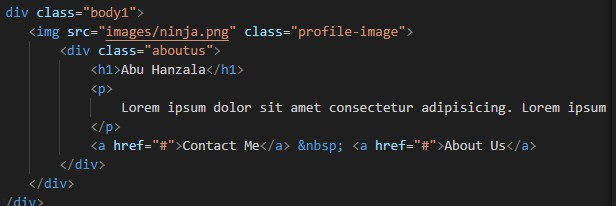 div class="body1">
<img src="images/ninja.png" class="profile-image">
<div class="aboutus">
<h1>Abu Hanzala</h1>
<p>
Lorem ipsum dolor sit amet consectetur adipisicing. Lorem ipsum
</p>
<a href="#">Contact Me</a> &nbsp; <a href="#">About Us</a>
</div>
</div>
/div>